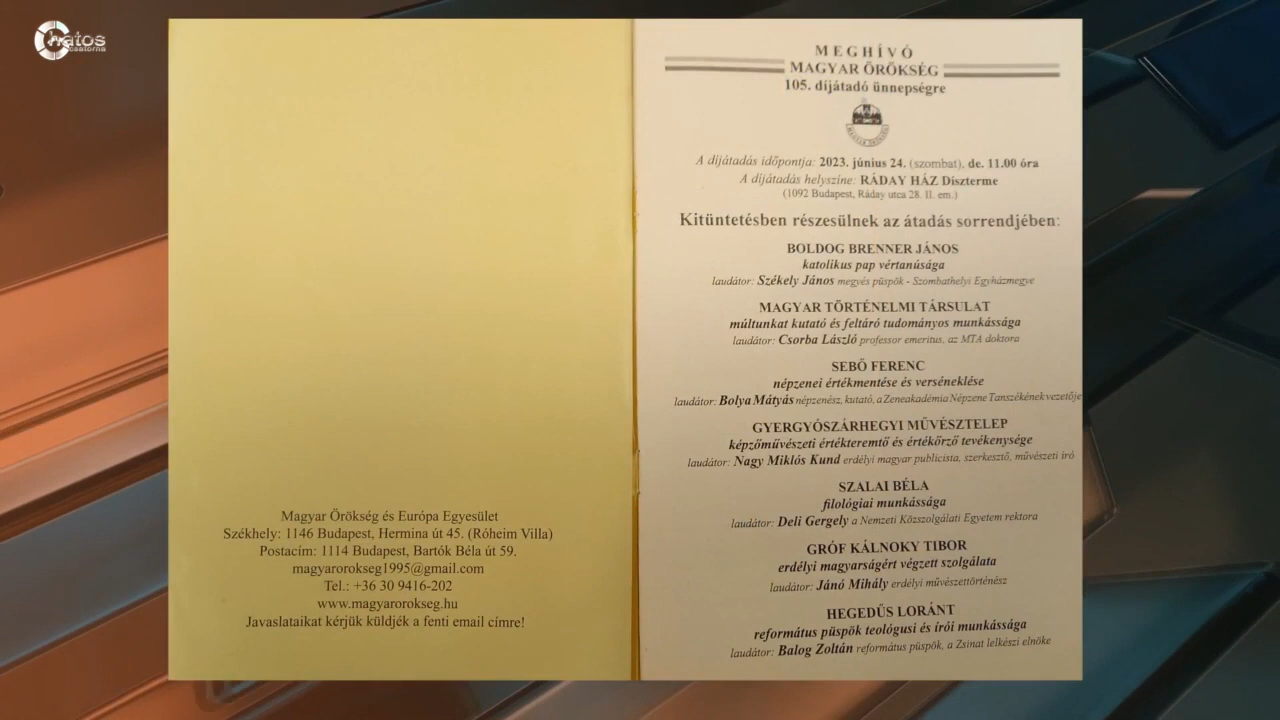 Chatos
csatorna
Magyar Örökség és Európa Egyesület
Székhely: 1146 Budapest, Hermina út 45. (Róheim Villa)
Postacím: 1114 Budapest, Bartók Béla út 59.
magyarorokseg1995@gmail.com
Tel.: +36 30 9416-202
www.magyarorokseg.hu
Javaslataikat kérjük küldjék a fenti email címre!
MEGHÍVÓ
MAGYAR ÖRÖKSÉG
105. díjátadó ünnepségre
MAGYAR ÖRÖKSÉG
A díjátadás időpontja: 2023. június 24. (szombat), de. 11.00 óra
A díjátadás helyszíne: RÁDAY HÁZ Díszterme
(1092 Budapest, Ráday utca 28. II. em.)
Kitüntetésben részesülnek az átadás sorrendjében:
BOLDOG BRENNER JÁNOS
katolikus pap vértanúsága
laudátor: Székely János megyés püspök - Szombathelyi Egyházmegye
MAGYAR TÖRTÉNELMI TÁRSULAT
múltunkat kutató és feltáró tudományos munkássága
laudátor: Csorba László professor emeritus, az MTA doktora
SEBŐ FERENC
népzenei értékmentése és verséneklése
laudátor: Bolya Mátyás népzenész, kutató, a Zeneakadémia Népzene Tanszékének vezetője
GYERGYÓSZÁRHEGYI MŰVÉSZTELEP
képzőművészeti értékteremtő és értékőrző tevékenysége
laudátor: Nagy Miklós Kund erdélyi magyar publicista, szerkesztő, művészeti író
SZALAI BÉLA
filológiai munkássága
laudátor: Deli Gergely a Nemzeti Közszolgálati Egyetem rektora
GRÓF KÁLNOKY TIBOR
erdélyi magyarságért végzett szolgálata
laudátor: Jánó Mihály erdélyi művészettörténész
HEGEDŰS LORÁNT
református püspök teológusi és írói munkássága
laudátor: Balog Zoltán református püspök, a Zsinat lelkészi elnöke